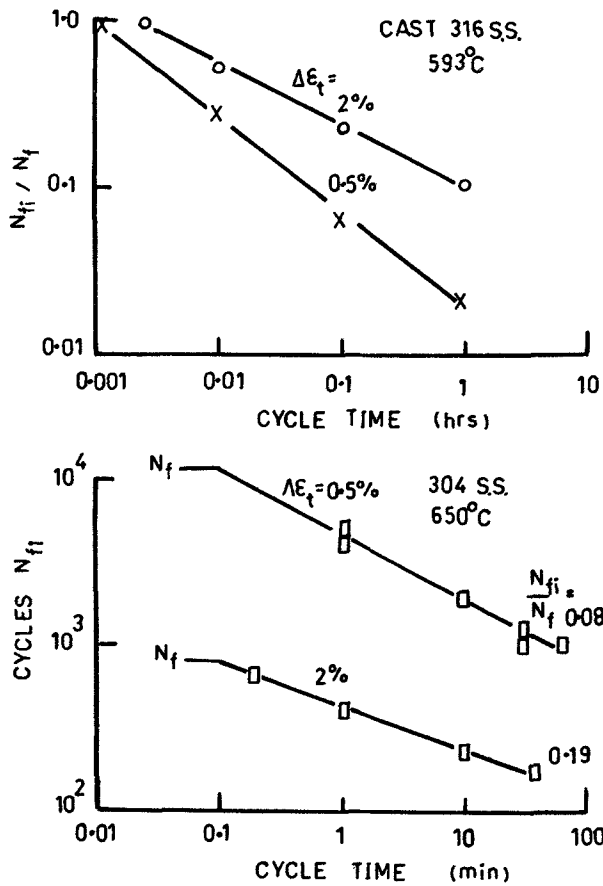 CAST 316 S.S.
593°C
1·0
0·1
0·01
N_fi / N_f
Δε_t =
2%
0·5%
0·001
0·01
0·1
1
10
CYCLE TIME (hrs)
10^4
10^3
10^2
CYCLES N_fi
N_f
Λε_t = 0·5%
304 S.S.
650°C
N_fi =
N_f 0·08
N_f
2%
0·19
0·01
0·1
1
10
100
CYCLE TIME (min)